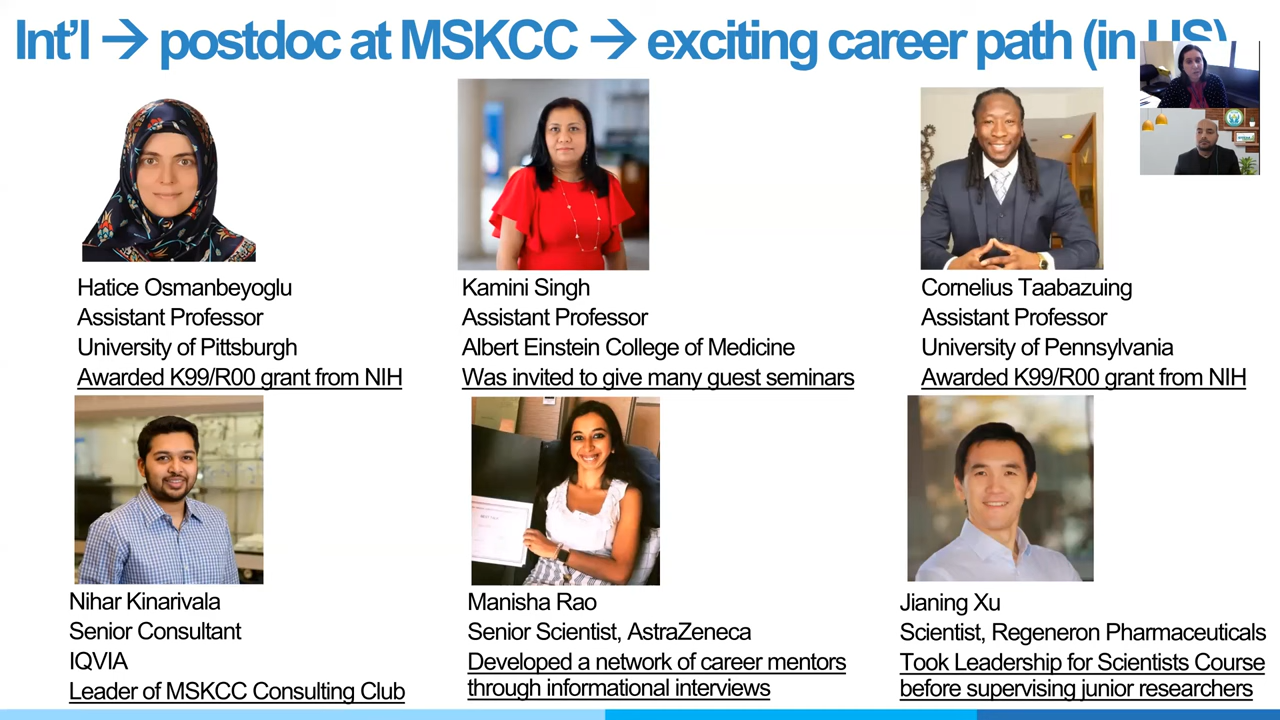 Int'l → postdoc at MSKCC → exciting career path (in US)
Hatice Osmanbeyoglu
Assistant Professor
University of Pittsburgh
Awarded K99/R00 grant from NIH
Kamini Singh
Assistant Professor
Albert Einstein College of Medicine
Was invited to give many guest seminars
Cornelius Taabazuing
Assistant Professor
University of Pennsylvania
Awarded K99/R00 grant from NIH
Nihar Kinarivala
Senior Consultant
IQVIA
Leader of MSKCC Consulting Club
Manisha Rao
Senior Scientist, AstraZeneca
Developed a network of career mentors
through informational interviews
Jianing Xu
Scientist, Regeneron Pharmaceuticals
Took Leadership for Scientists Course
before supervising junior researchers